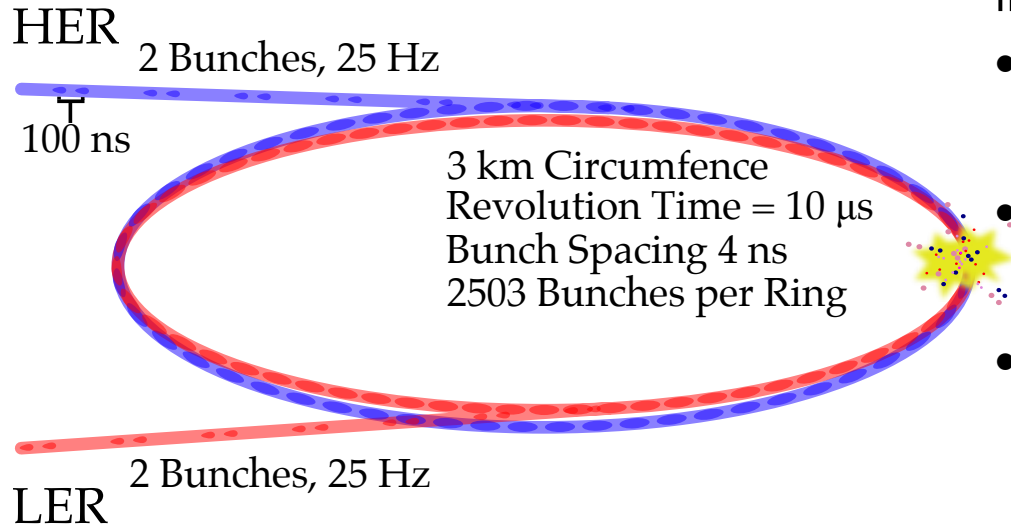 HER
2 Bunches, 25 Hz
100 ns
3 km Circumfence
Revolution Time = 10 μs
Bunch Spacing 4 ns
2503 Bunches per Ring
2 Bunches, 25 Hz
LER